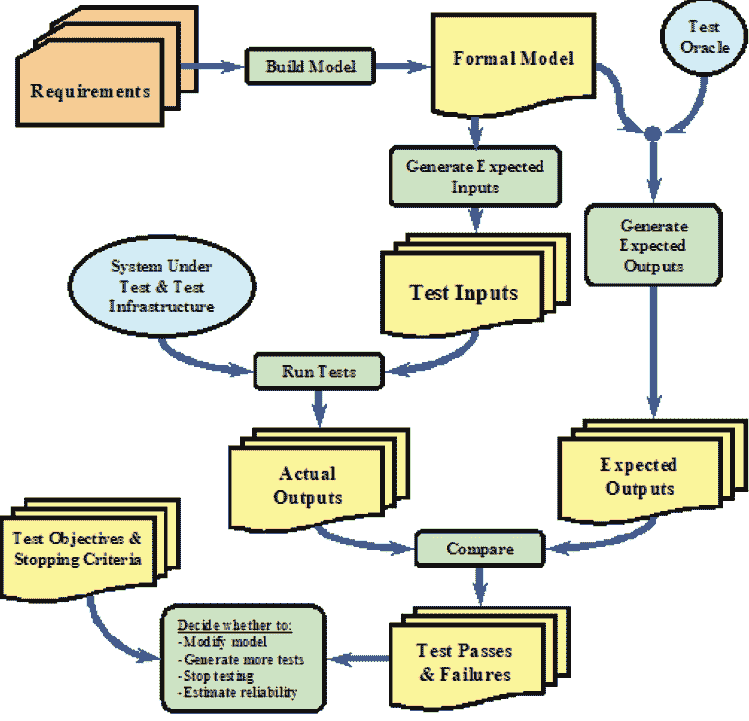 Requirements
Build Model
Formal Model
Test
Oracle
Generate Expected
Inputs
Generate
Expected
Outputs
System Under
Test & Test
Infrastructure
Test Inputs
Run Tests
Actual
Outputs
Expected
Outputs
Test Objectives &
Stopping Criteria
Compare
Decide whether to:
-Modify model
-Generate more tests
-Stop testing
-Estimate reliability
Test Passes
& Failures